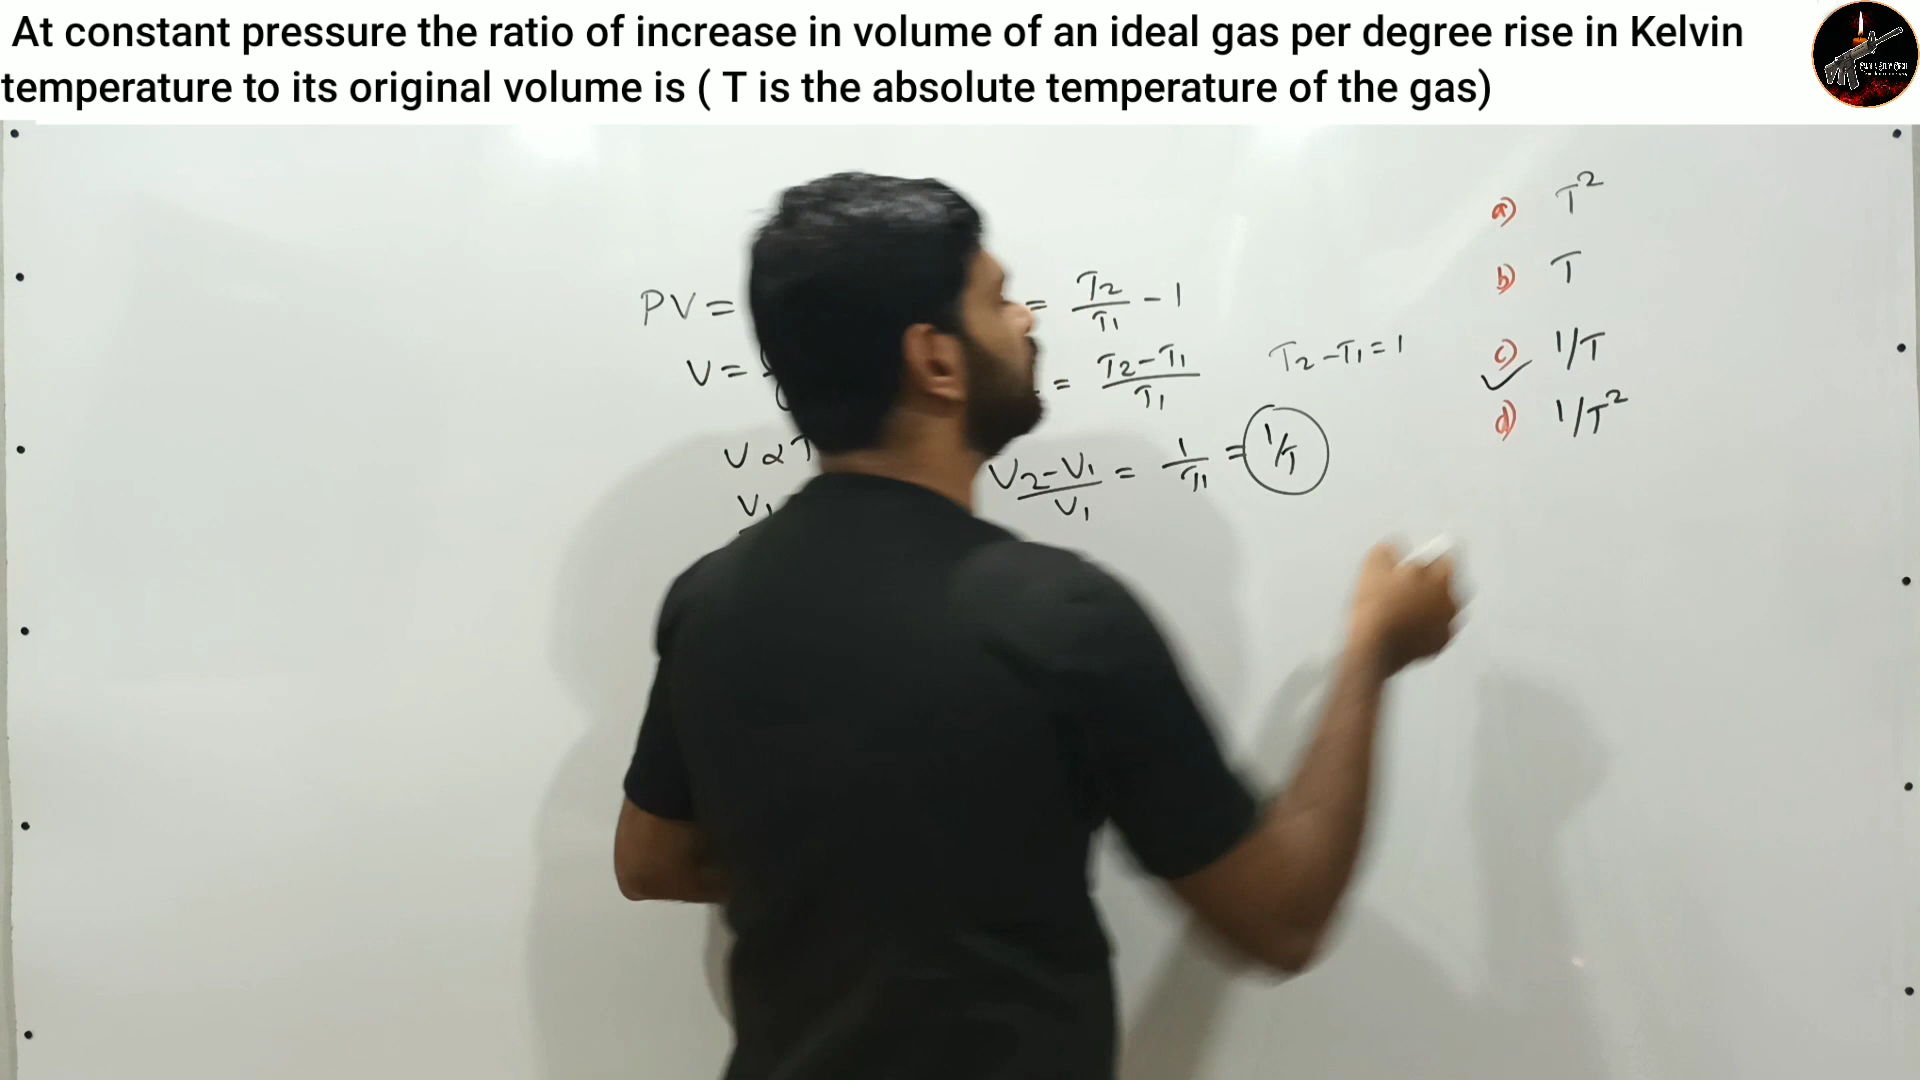 At constant pressure the ratio of increase in volume of an ideal gas per degree rise in Kelvin
temperature to its original volume is ( T is the absolute temperature of the gas)
PV =
V =
V ∝ T
V₁
= T₂/T₁ - 1
= (T₂-T₁)/T₁
T₂-T₁=1
(V₂-V₁)/V₁ = 1/T₁ = 1/T
a) T²
b) T
c) 1/T
d) 1/T²